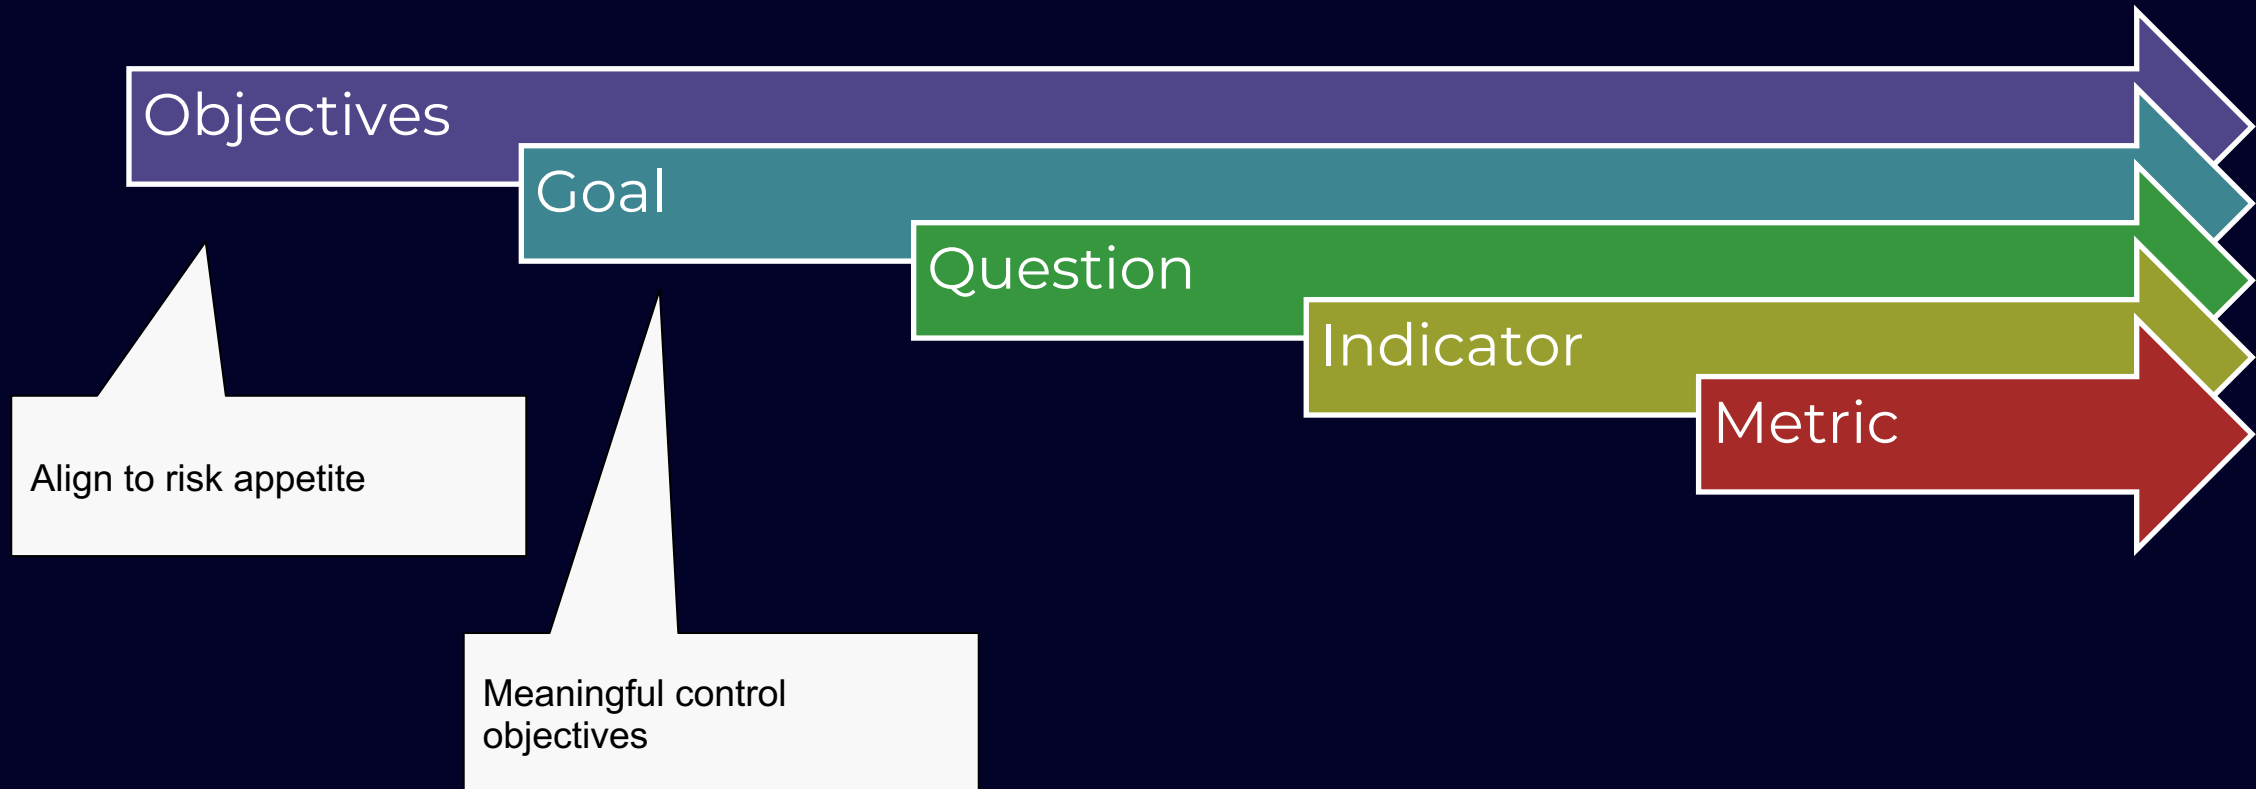 Objectives
Goal
Question
Indicator
Metric
Align to risk appetite
Meaningful control
objectives